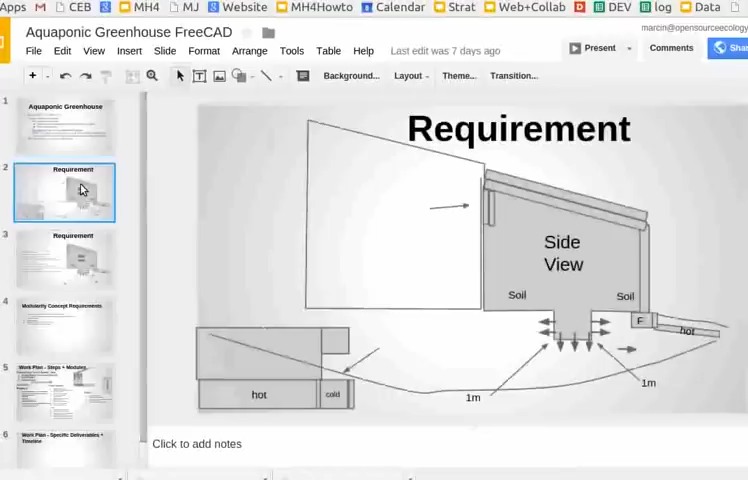 Apps M CEB MH4 MJ Website MH4Howto Calendar Strat Web+Collab DEV log Data
Aquaponic Greenhouse FreeCAD
marcin@opensourceecology
File Edit View Insert Slide Format Arrange Tools Table Help Last edit was 7 days ago
Present Comments Shar
+ T Background... Layout Theme... Transition...
1
Aquaponic Greenhouse
2
Requirement
3
Requirement
4
Modularity Concept Requirements
5
Work Plan - Steps + Modules
6
Work Plan - Specific Deliverables +
Timeline
Requirement
Side
View
Soil
Soil
F
hot
hot
cold
1m
1m
Click to add notes